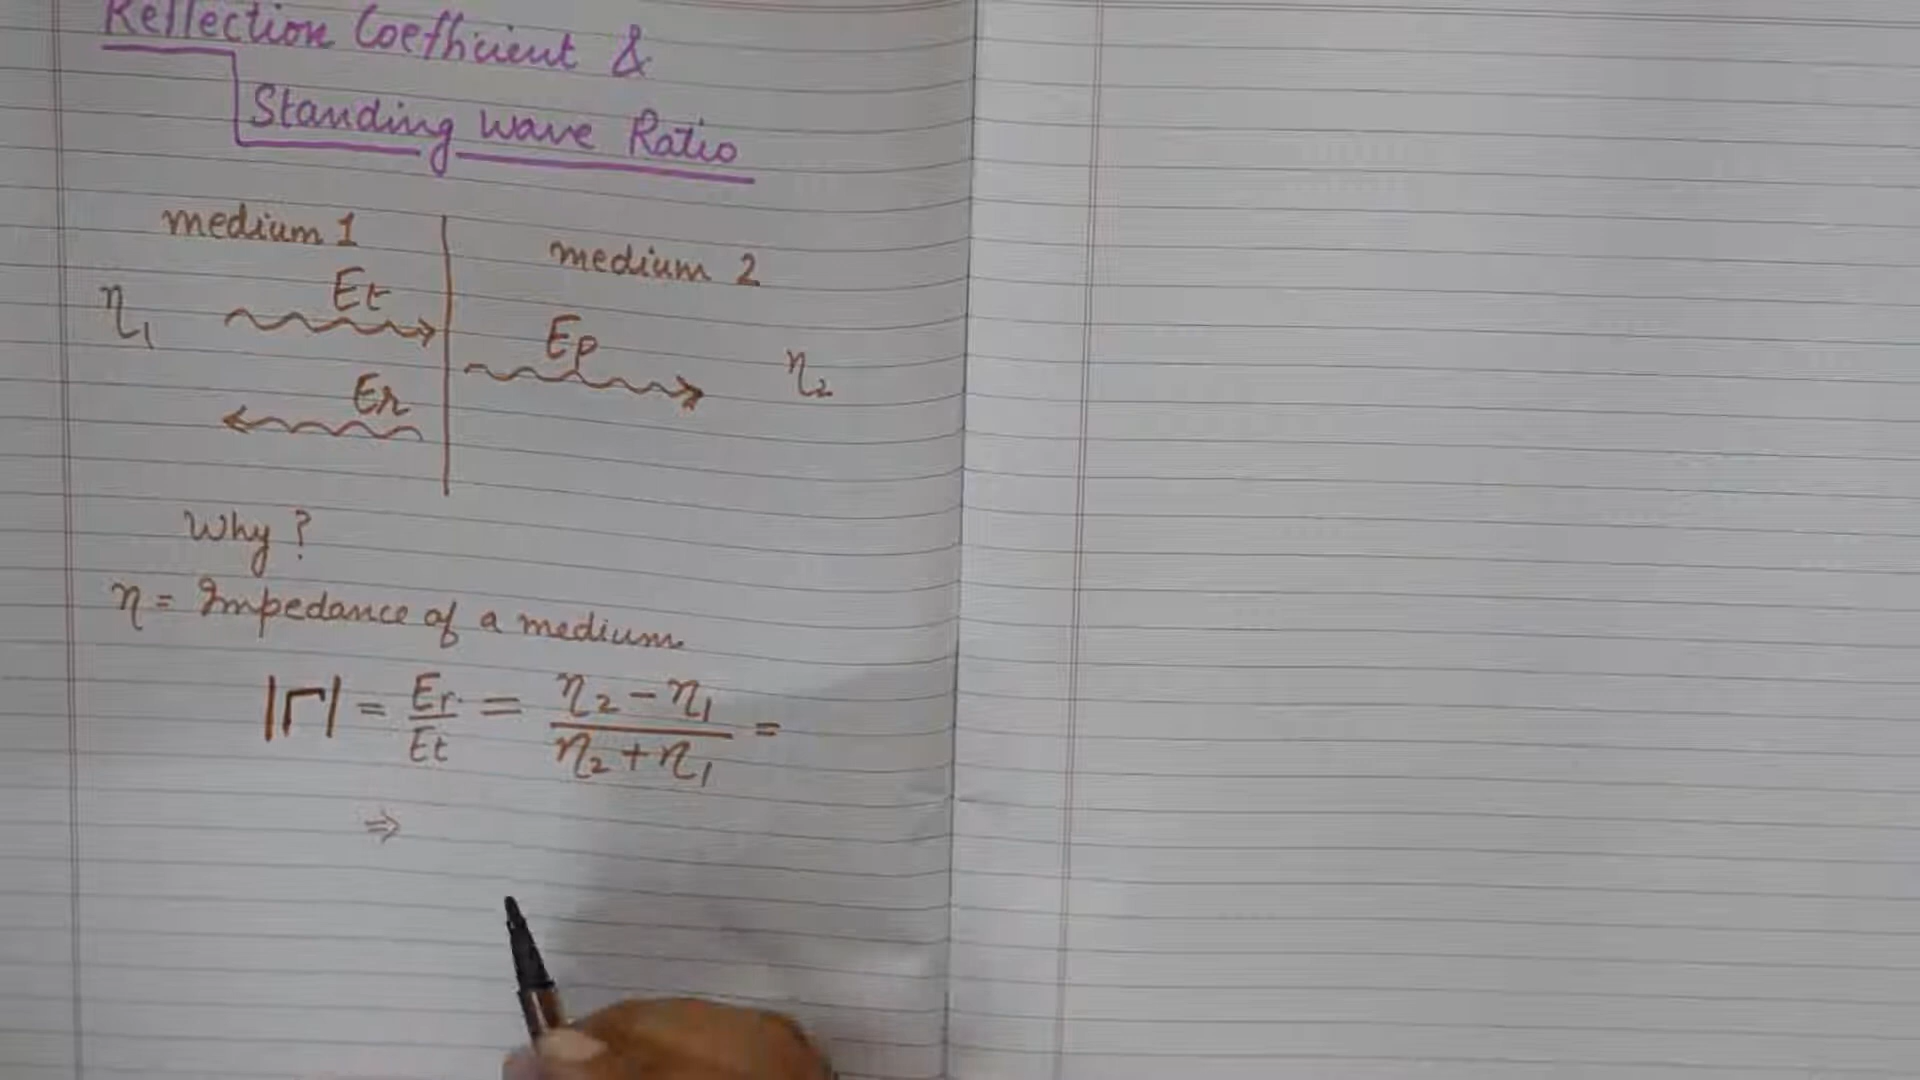 Reflection Coefficient &
Standing Wave Ratio
medium 1
medium 2
η1
Et
Ep
η2
Er
Why?
η = Impedance of a medium
|Γ| = Er/Et = (η2 - η1)/(η2 + η1) =
⇒